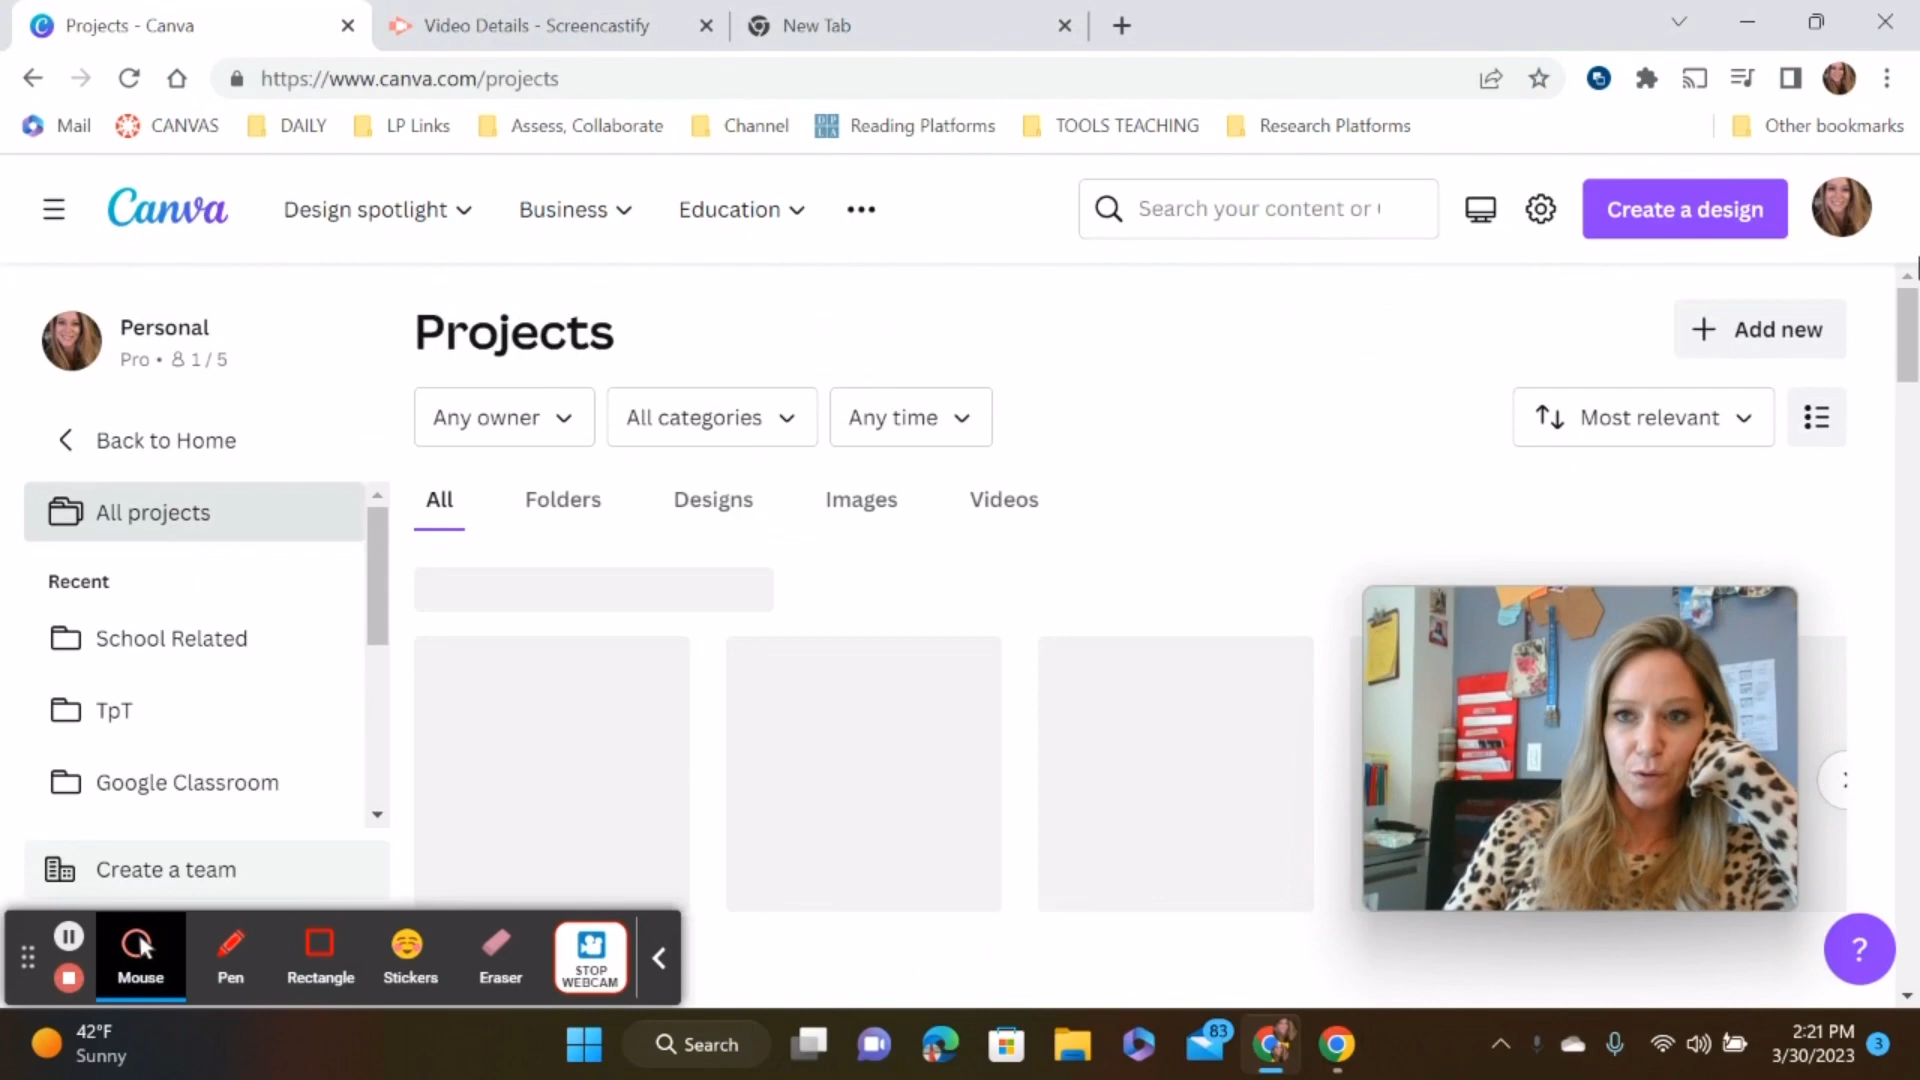 Projects - Canva
Video Details - Screencastify
New Tab
https://www.canva.com/projects
Mail
CANVAS
DAILY
LP Links
Assess, Collaborate
Channel
DP
LA
Reading Platforms
TOOLS TEACHING
Research Platforms
Other bookmarks
Canva
Design spotlight
Business
Education
Search your content or
Create a design
Personal
Pro • 1 / 5
Projects
Add new
Any owner
All categories
Any time
Most relevant
Back to Home
All
Folders
Designs
Images
Videos
All projects
Recent
School Related
TpT
Google Classroom
Create a team
Mouse
Pen
Rectangle
Stickers
Eraser
STOP
WEBCAM
?
42°F
Sunny
Search
83
2:21 PM
3/30/2023
3